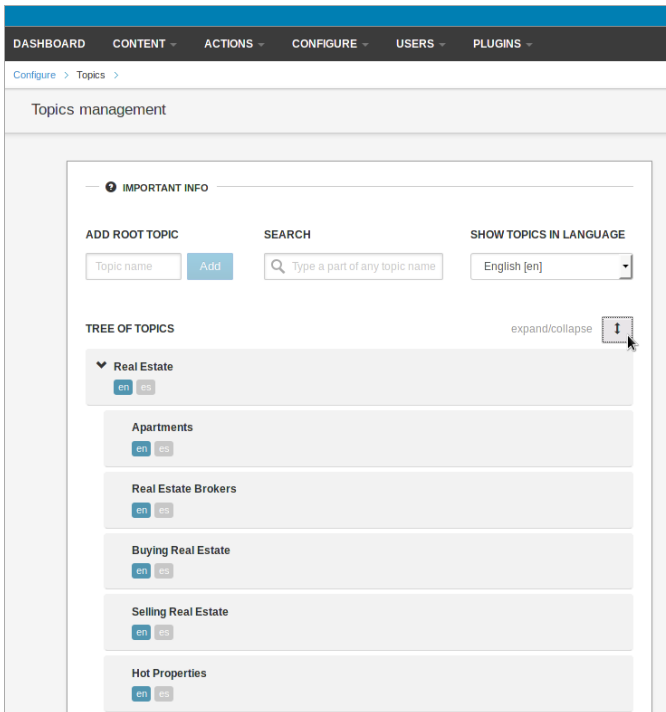 DASHBOARD CONTENT ACTIONS CONFIGURE USERS PLUGINS
Configure > Topics >
Topics management
? IMPORTANT INFO
ADD ROOT TOPIC SEARCH SHOW TOPICS IN LANGUAGE
Topic name Add Type a part of any topic name English [en]
TREE OF TOPICS expand/collapse
Real Estate
en es
Apartments
en es
Real Estate Brokers
en es
Buying Real Estate
en es
Selling Real Estate
en es
Hot Properties
en es